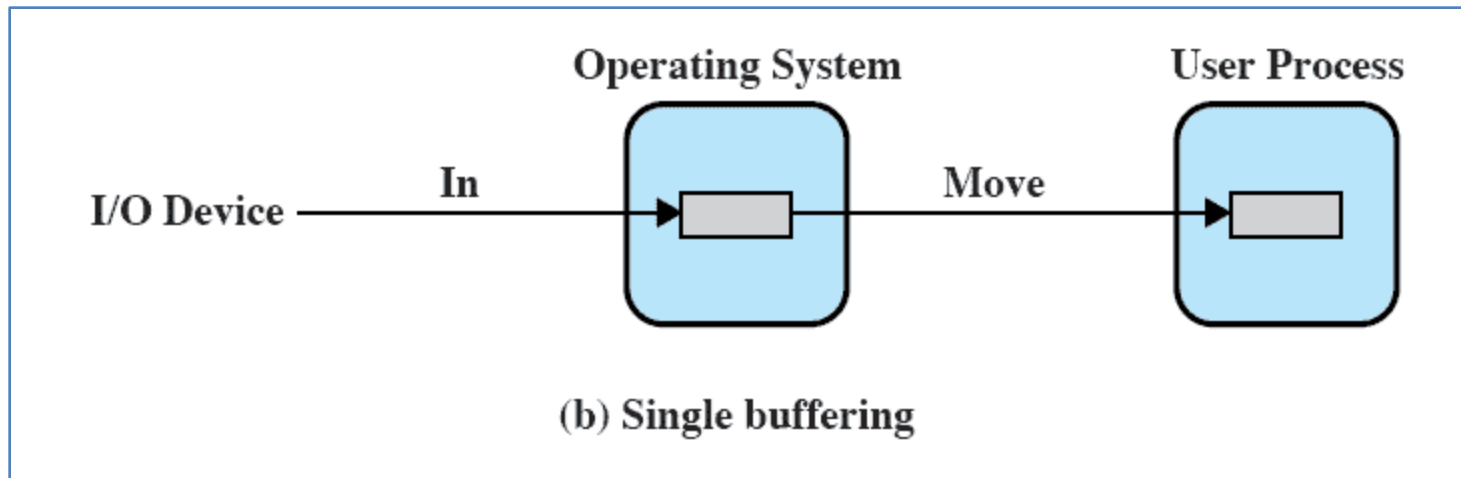 Operating System
User Process
I/O Device
In
Move
(b) Single buffering